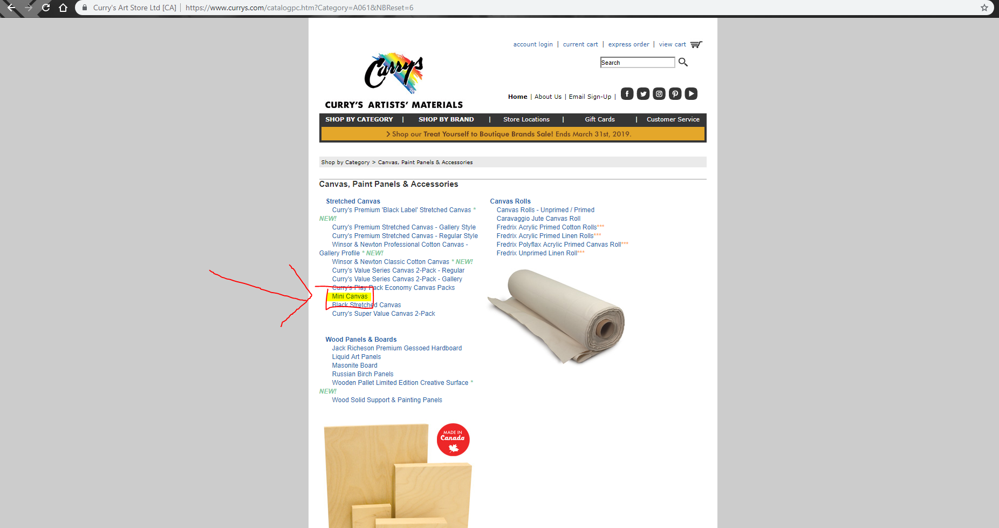 Curry's Art Store Ltd [CA] | https://www.currys.com/catalogpc.htm?Category=A061&NBReset=6
account login | current cart | express order | view cart
Search
Currys
CURRY'S ARTISTS' MATERIALS
Home | About Us | Email Sign-Up |
SHOP BY CATEGORY | SHOP BY BRAND | Store Locations | Gift Cards | Customer Service
> Shop our Treat Yourself to Boutique Brands Sale! Ends March 31st, 2019.
Shop by Category > Canvas, Paint Panels & Accessories
Canvas, Paint Panels & Accessories
Stretched Canvas
Curry's Premium 'Black Label' Stretched Canvas *
NEW!
Curry's Premium Stretched Canvas - Gallery Style
Curry's Premium Stretched Canvas - Regular Style
Winsor & Newton Professional Cotton Canvas -
Gallery Profile * NEW!
Winsor & Newton Classic Cotton Canvas * NEW!
Curry's Value Series Canvas 2-Pack - Regular
Curry's Value Series Canvas 2-Pack - Gallery
Curry's Play Pack Economy Canvas Packs
Mini Canvas
Black Stretched Canvas
Curry's Super Value Canvas 2-Pack
Canvas Rolls
Canvas Rolls - Unprimed / Primed
Caravaggio Jute Canvas Roll
Fredrix Acrylic Primed Cotton Rolls***
Fredrix Acrylic Primed Linen Rolls***
Fredrix Polyflax Acrylic Primed Canvas Roll***
Fredrix Unprimed Linen Roll***
Wood Panels & Boards
Jack Richeson Premium Gessoed Hardboard
Liquid Art Panels
Masonite Board
Russian Birch Panels
Wooden Pallet Limited Edition Creative Surface *
NEW!
Wood Solid Support & Painting Panels
MADE IN
Canada